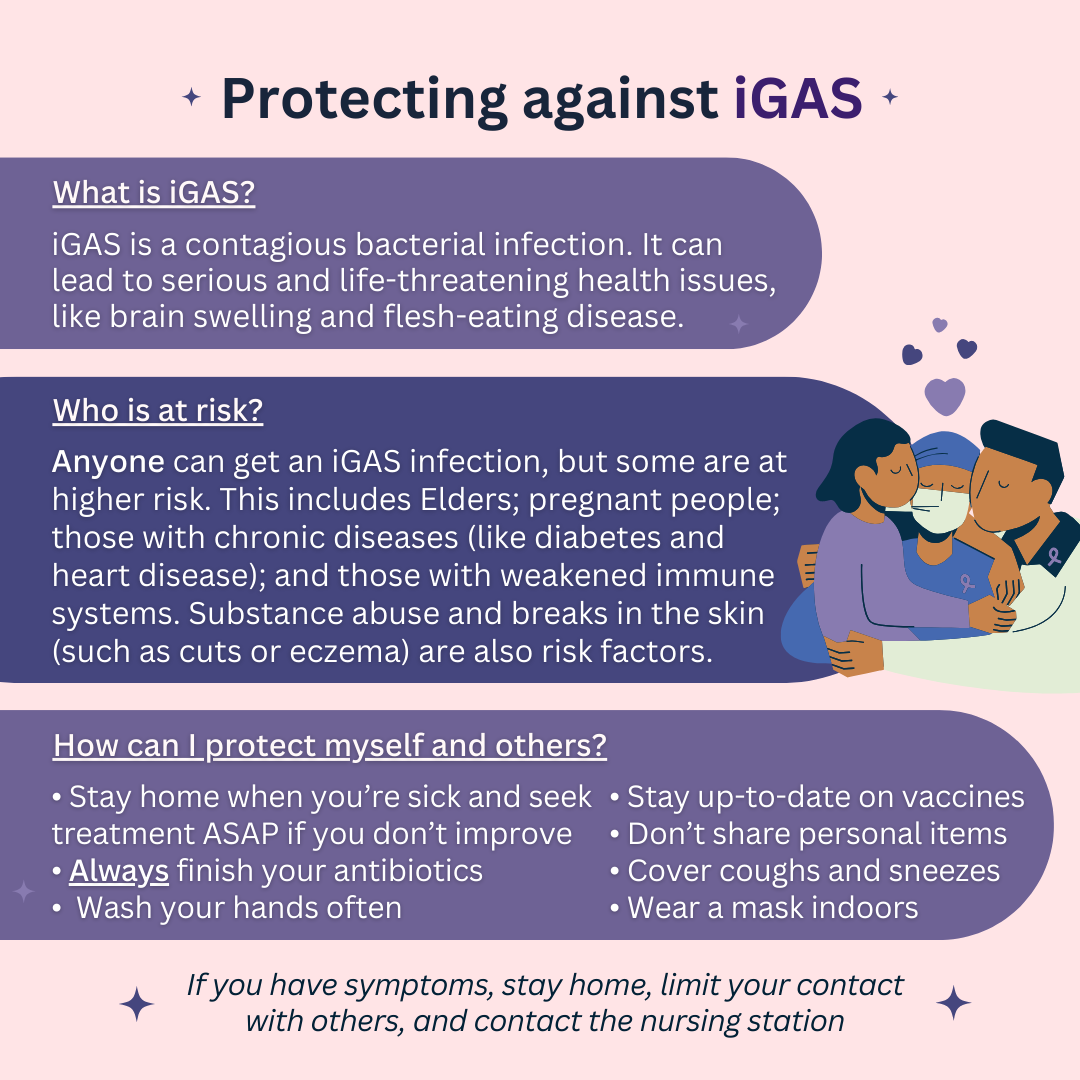 Protecting against iGAS
What is iGAS?
iGAS is a contagious bacterial infection. It can
lead to serious and life-threatening health issues,
like brain swelling and flesh-eating disease.
Who is at risk?
Anyone can get an iGAS infection, but some are at
higher risk. This includes Elders; pregnant people;
those with chronic diseases (like diabetes and
heart disease); and those with weakened immune
systems. Substance abuse and breaks in the skin
(such as cuts or eczema) are also risk factors.
How can I protect myself and others?
• Stay home when you’re sick and seek
treatment ASAP if you don’t improve
• Always finish your antibiotics
• Wash your hands often
• Stay up-to-date on vaccines
• Don’t share personal items
• Cover coughs and sneezes
• Wear a mask indoors
If you have symptoms, stay home, limit your contact
with others, and contact the nursing station